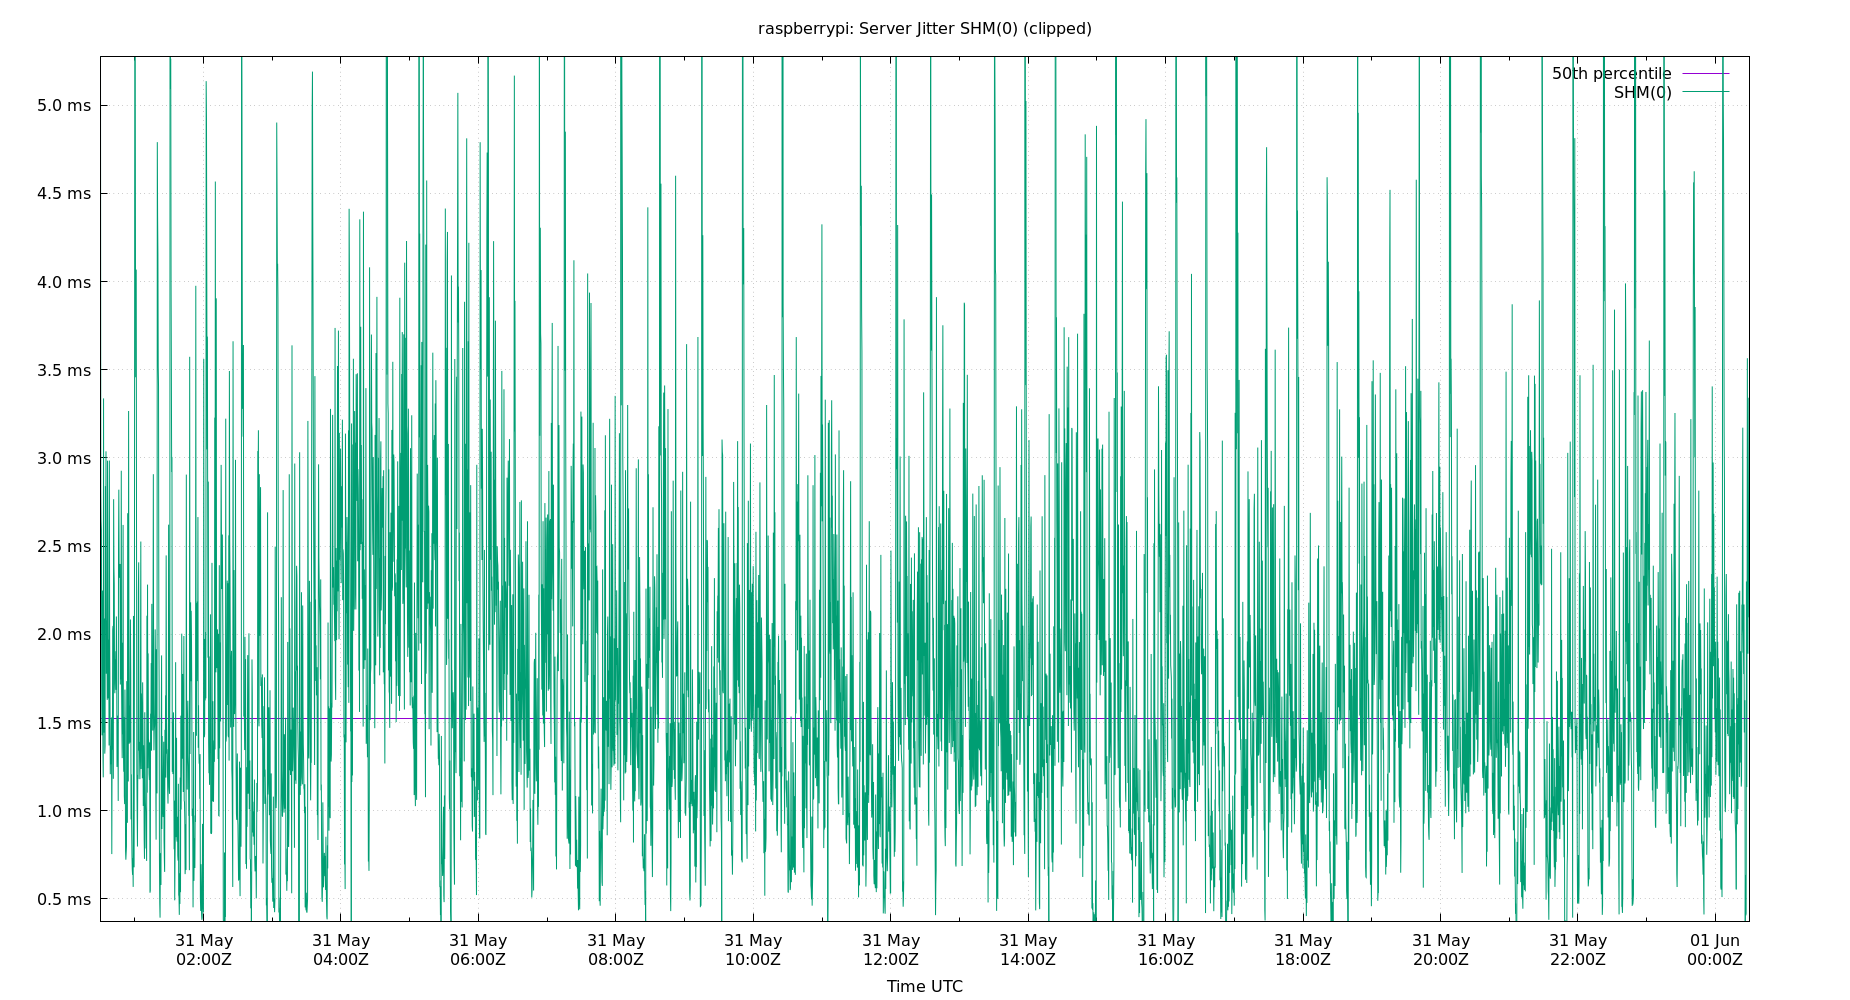 raspberrypi: Server Jitter SHM(0) (clipped)
50th percentile
SHM(0)
5.0 ms
4.5 ms
4.0 ms
3.5 ms
3.0 ms
2.5 ms
2.0 ms
1.5 ms
1.0 ms
0.5 ms
31 May 31 May 31 May 31 May 31 May 31 May 31 May 31 May 31 May 31 May 31 May 01 Jun
02:00Z 04:00Z 06:00Z 08:00Z 10:00Z 12:00Z 14:00Z 16:00Z 18:00Z 20:00Z 22:00Z 00:00Z
Time UTC